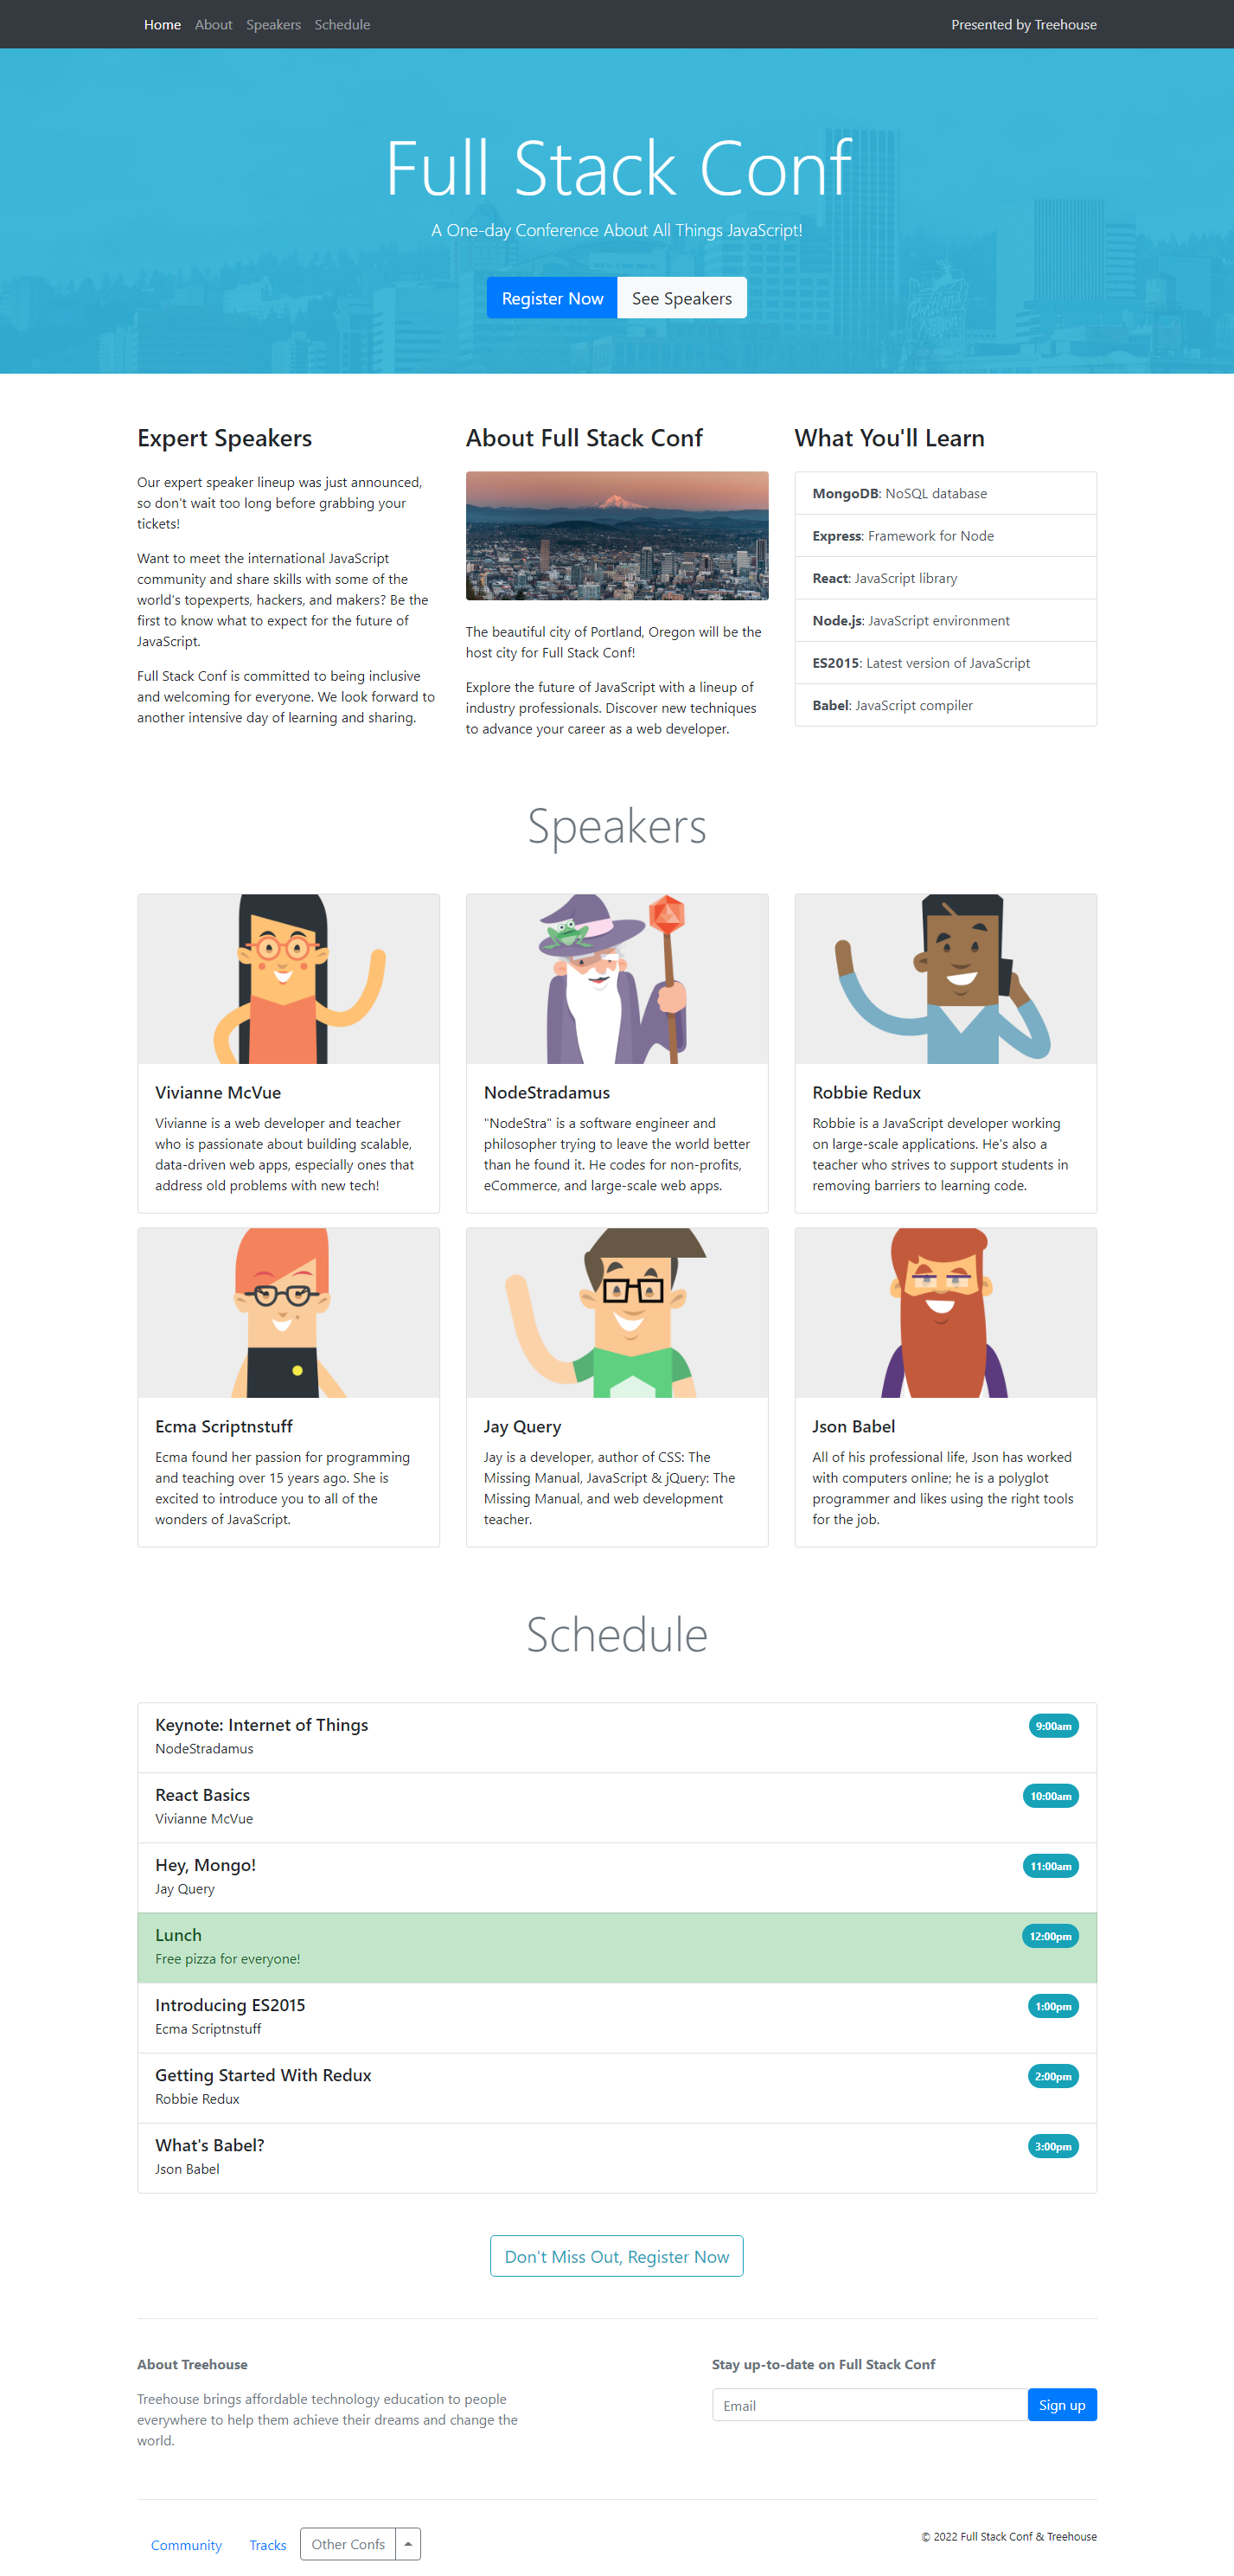 Home About Speakers Schedule Presented by Treehouse
Full Stack Conf
A One-day Conference About All Things JavaScript!
Register Now See Speakers
Expert Speakers
Our expert speaker lineup was just announced,
so don't wait too long before grabbing your
tickets!
Want to meet the international JavaScript
community and share skills with some of the
world's topexperts, hackers, and makers? Be the
first to know what to expect for the future of
JavaScript.
Full Stack Conf is committed to being inclusive
and welcoming for everyone. We look forward to
another intensive day of learning and sharing.
About Full Stack Conf
The beautiful city of Portland, Oregon will be the
host city for Full Stack Conf!
Explore the future of JavaScript with a lineup of
industry professionals. Discover new techniques
to advance your career as a web developer.
What You'll Learn
MongoDB: NoSQL database
Express: Framework for Node
React: JavaScript library
Node.js: JavaScript environment
ES2015: Latest version of JavaScript
Babel: JavaScript compiler
Speakers
Vivianne McVue
Vivianne is a web developer and teacher
who is passionate about building scalable,
data-driven web apps, especially ones that
address old problems with new tech!
NodeStradamus
"NodeStra" is a software engineer and
philosopher trying to leave the world better
than he found it. He codes for non-profits,
eCommerce, and large-scale web apps.
Robbie Redux
Robbie is a JavaScript developer working
on large-scale applications. He's also a
teacher who strives to support students in
removing barriers to learning code.
Ecma Scriptnstuff
Ecma found her passion for programming
and teaching over 15 years ago. She is
excited to introduce you to all of the
wonders of JavaScript.
Jay Query
Jay is a developer, author of CSS: The
Missing Manual, JavaScript & jQuery: The
Missing Manual, and web development
teacher.
Json Babel
All of his professional life, Json has worked
with computers online; he is a polyglot
programmer and likes using the right tools
for the job.
Schedule
Keynote: Internet of Things 9:00am
NodeStradamus
React Basics 10:00am
Vivianne McVue
Hey, Mongo! 11:00am
Jay Query
Lunch 12:00pm
Free pizza for everyone!
Introducing ES2015 1:00pm
Ecma Scriptnstuff
Getting Started With Redux 2:00pm
Robbie Redux
What's Babel? 3:00pm
Json Babel
Don't Miss Out, Register Now
About Treehouse
Treehouse brings affordable technology education to people
everywhere to help them achieve their dreams and change the
world.
Stay up-to-date on Full Stack Conf
Email Sign up
Community Tracks Other Confs
© 2022 Full Stack Conf & Treehouse